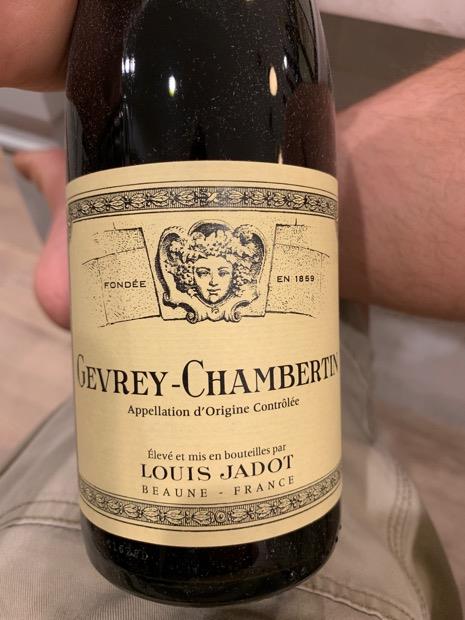 FONDÉE EN 1859
GEVREY-CHAMBERTIN
Appellation d'Origine Contrôlée
Élevé et mis en bouteilles par
LOUIS JADOT
BEAUNE - FRANCE